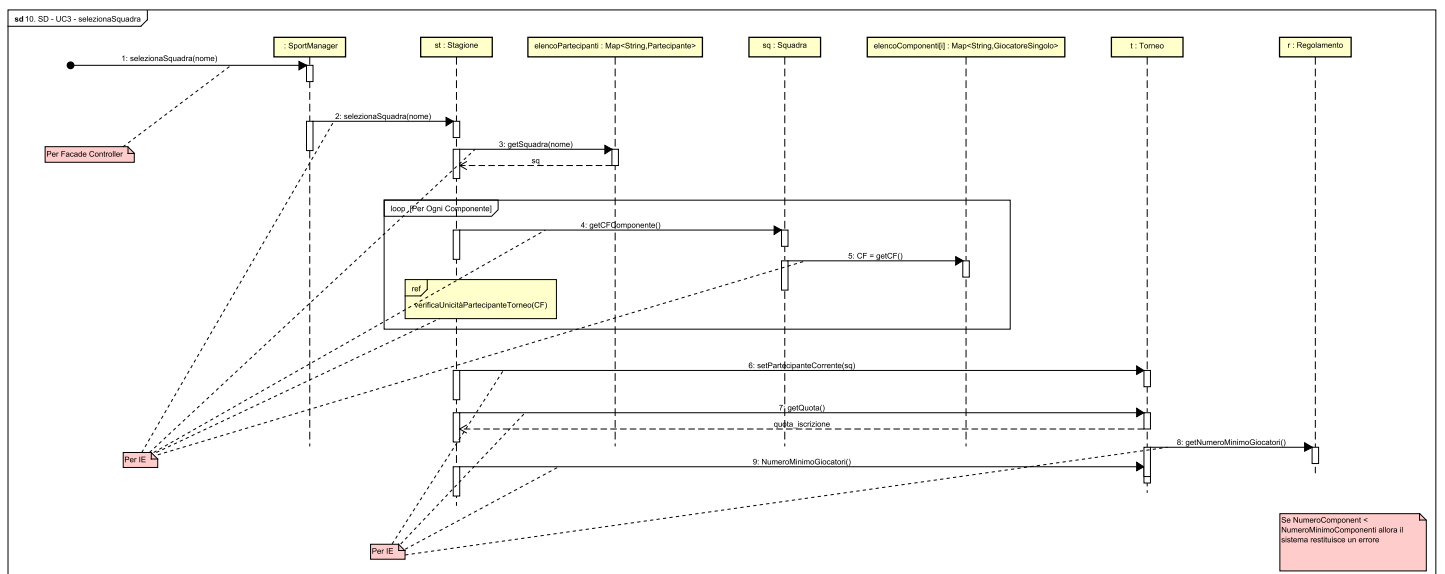 sd 10. SD - UC3 - selezionaSquadra
: SportManager
st : Stagione
elencoPartecipanti : Map<String,Partecipante>
sq : Squadra
elencoComponenti[i] : Map<String,GiocatoreSingolo>
t : Torneo
r : Regolamento
1: selezionaSquadra(nome)
2: selezionaSquadra(nome)
Per Facade Controller
3: getSquadra(nome)
sq
loop [Per Ogni Componente]
4: getCFComponente()
5: CF = getCF()
ref
verificaUnicitàPartecipanteTorneo(CF)
6: setPartecipanteCorrente(sq)
7: getQuota()
quota_iscrizione
8: getNumeroMinimoGiocatori()
Per IE
9: NumeroMinimoGiocatori()
Per IE
Se NumeroComponent <
NumeroMinimoComponenti allora il
sistema restituisce un errore